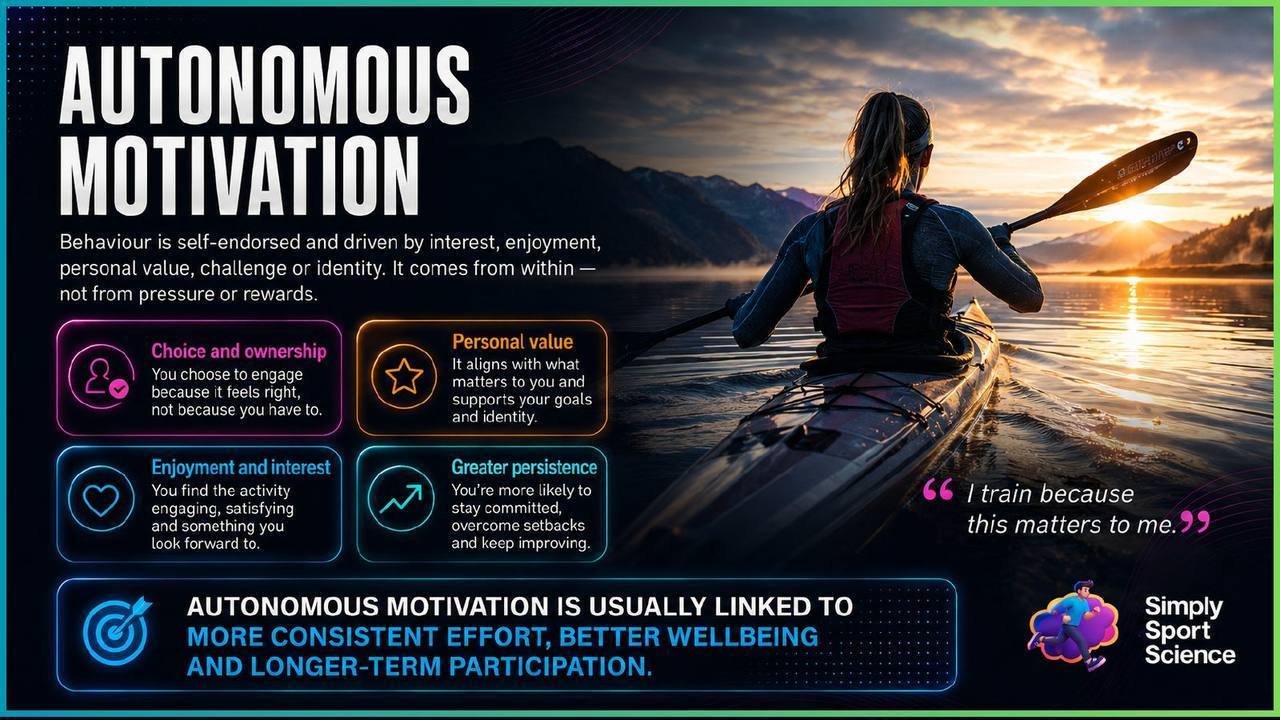 AUTONOMOUS
MOTIVATION
Behaviour is self-endorsed and driven by interest, enjoyment,
personal value, challenge or identity. It comes from within —
not from pressure or rewards.
Choice and ownership
You choose to engage
because it feels right,
not because you have to.
Personal value
It aligns with what
matters to you and
supports your goals
and identity.
Enjoyment and interest
You find the activity
engaging, satisfying
and something you
look forward to.
Greater persistence
You're more likely to
stay committed,
overcome setbacks
and keep improving.
“ I train because
this matters to me.”
AUTONOMOUS MOTIVATION IS USUALLY LINKED TO
MORE CONSISTENT EFFORT, BETTER WELLBEING
AND LONGER-TERM PARTICIPATION.
Simply
Sport
Science